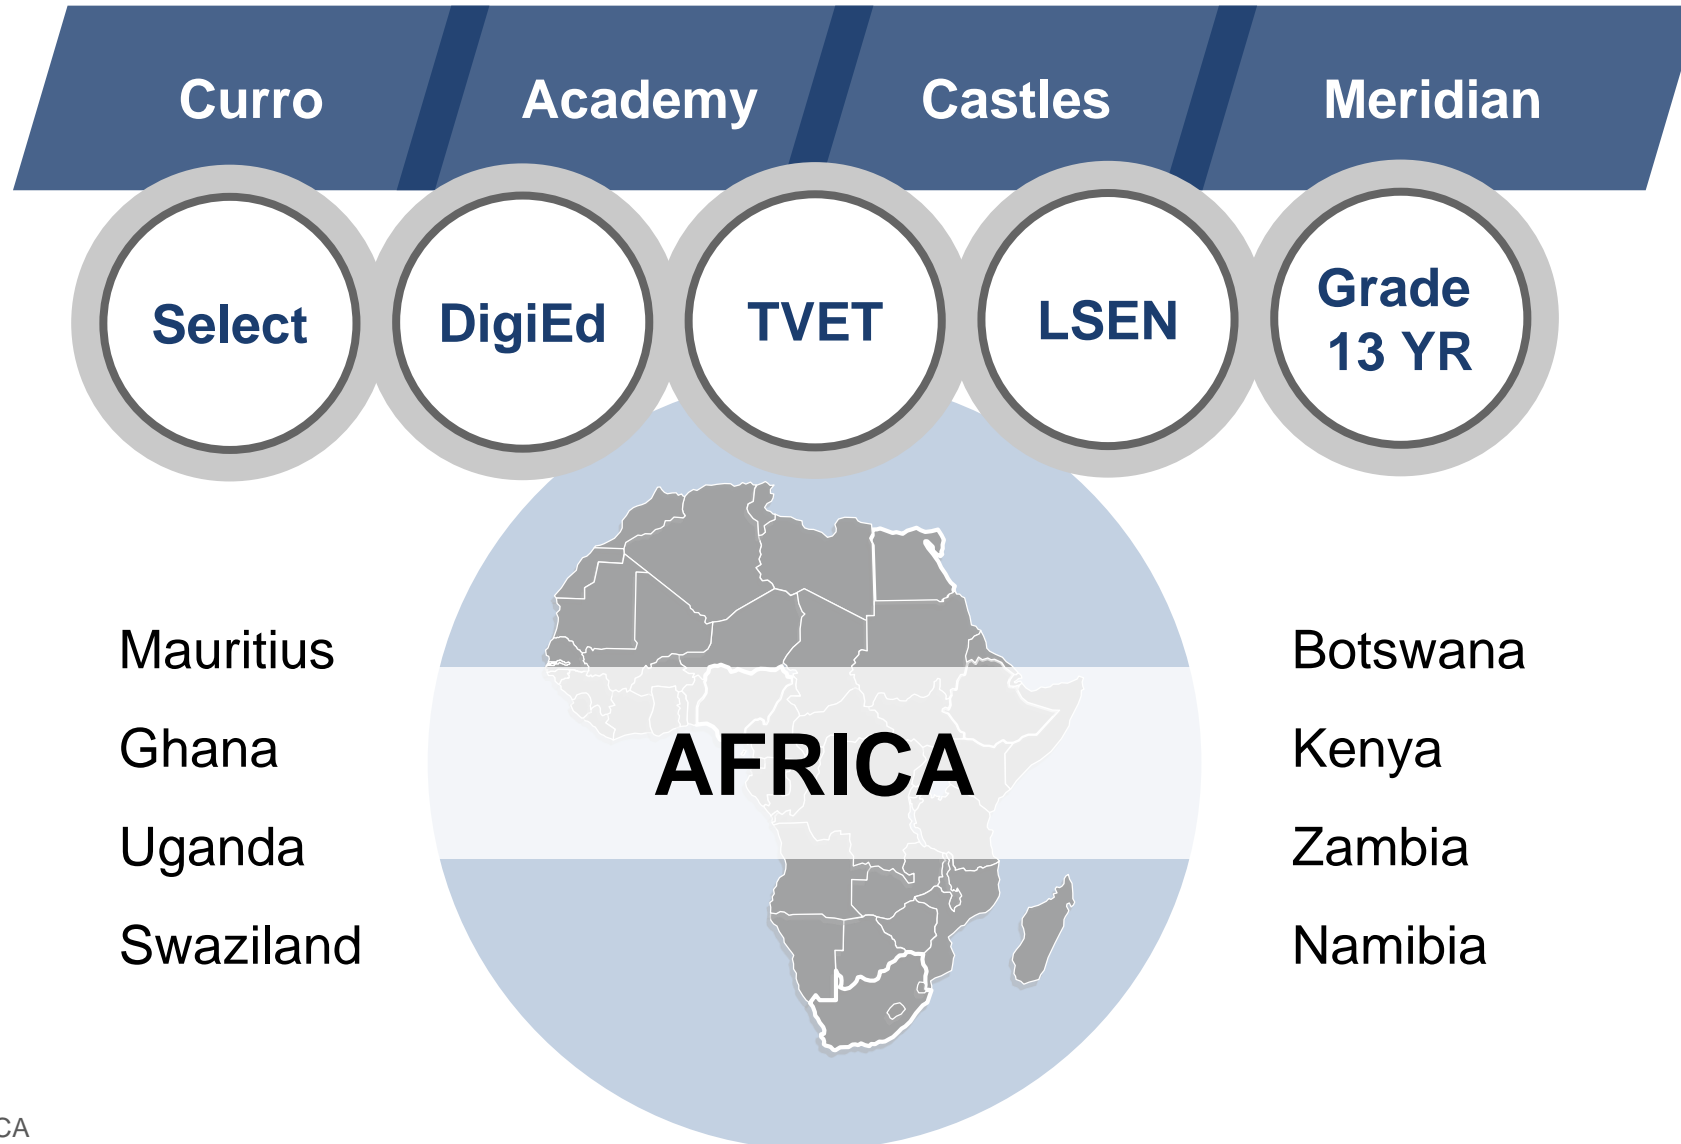 Curro
Academy
Castles
Meridian
Select
DigiEd
TVET
LSEN
Grade
13 YR
Mauritius
Ghana
Uganda
Swaziland
AFRICA
Botswana
Kenya
Zambia
Namibia
CA